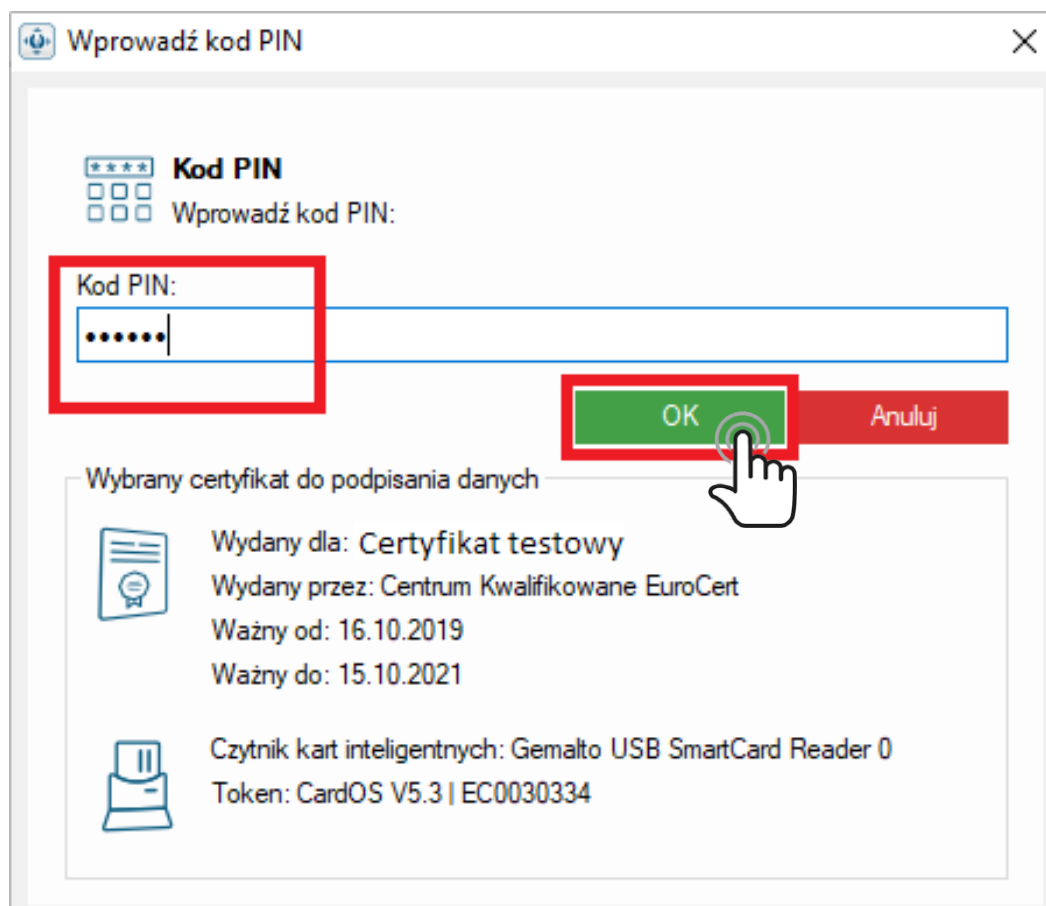 Wprowadź kod PIN
****
Kod PIN
Wprowadź kod PIN:
Kod PIN:
••••••
OK
Anuluj
Wybrany certyfikat do podpisania danych
Wydany dla: Certyfikat testowy
Wydany przez: Centrum Kwalifikowane EuroCert
Ważny od: 16.10.2019
Ważny do: 15.10.2021
Czytnik kart inteligentnych: Gemalto USB SmartCard Reader 0
Token: CardOS V5.3 | EC0030334